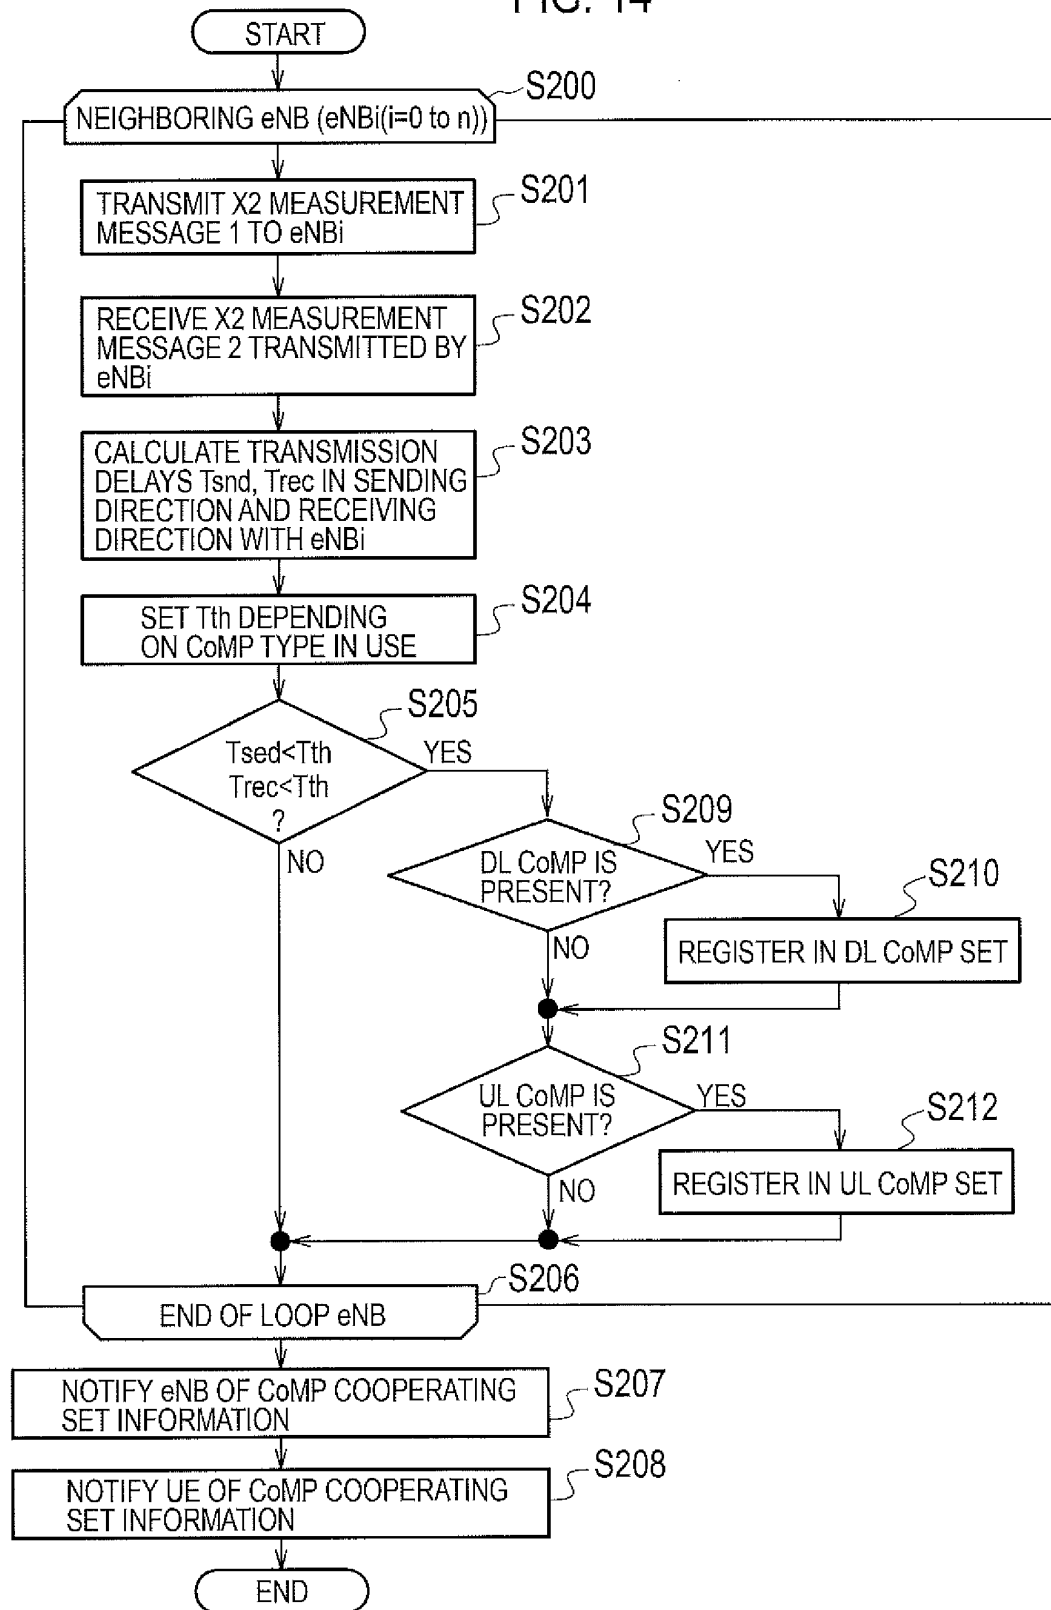 FIG. 14
START
S200
NEIGHBORING eNB (eNBi(i=0 to n))
S201
TRANSMIT X2 MEASUREMENT
MESSAGE 1 TO eNBi
S202
RECEIVE X2 MEASUREMENT
MESSAGE 2 TRANSMITTED BY
eNBi
S203
CALCULATE TRANSMISSION
DELAYS Tsnd, Trec IN SENDING
DIRECTION AND RECEIVING
DIRECTION WITH eNBi
S204
SET Tth DEPENDING
ON CoMP TYPE IN USE
S205
Tsed<Tth
Trec<Tth
?
YES
NO
S209
DL CoMP IS
PRESENT?
YES
NO
S210
REGISTER IN DL CoMP SET
S211
UL CoMP IS
PRESENT?
YES
NO
S212
REGISTER IN UL CoMP SET
S206
END OF LOOP eNB
S207
NOTIFY eNB OF CoMP COOPERATING
SET INFORMATION
S208
NOTIFY UE OF CoMP COOPERATING
SET INFORMATION
END